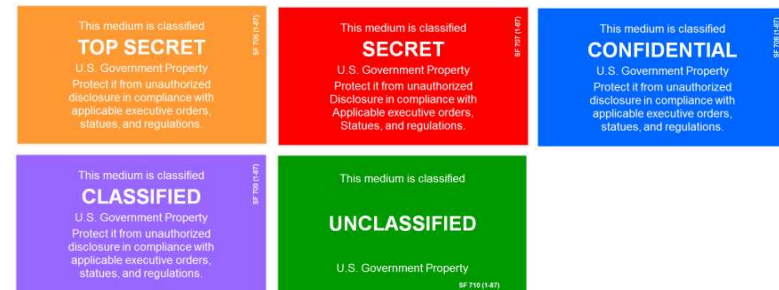 This medium is classified
TOP SECRET
U.S. Government Property
Protect it from unauthorized
disclosure in compliance with
applicable executive orders,
statues, and regulations.
SF 706 (1-87)
This medium is classified
SECRET
U.S. Government Property
Protect it from unauthorized
Disclosure in compliance with
Applicable executive orders,
Statues, and regulations.
SF 707 (1-87)
This medium is classified
CONFIDENTIAL
U.S. Government Property
Protect it from unauthorized
disclosure in compliance with
applicable executive orders,
statues, and regulations.
SF 708 (1-87)
This medium is classified
CLASSIFIED
U.S. Government Property
Protect it from unauthorized
disclosure in compliance with
applicable executive orders,
statues, and regulations.
SF 709 (1-87)
This medium is classified
UNCLASSIFIED
U.S. Government Property
SF 710 (1-87)